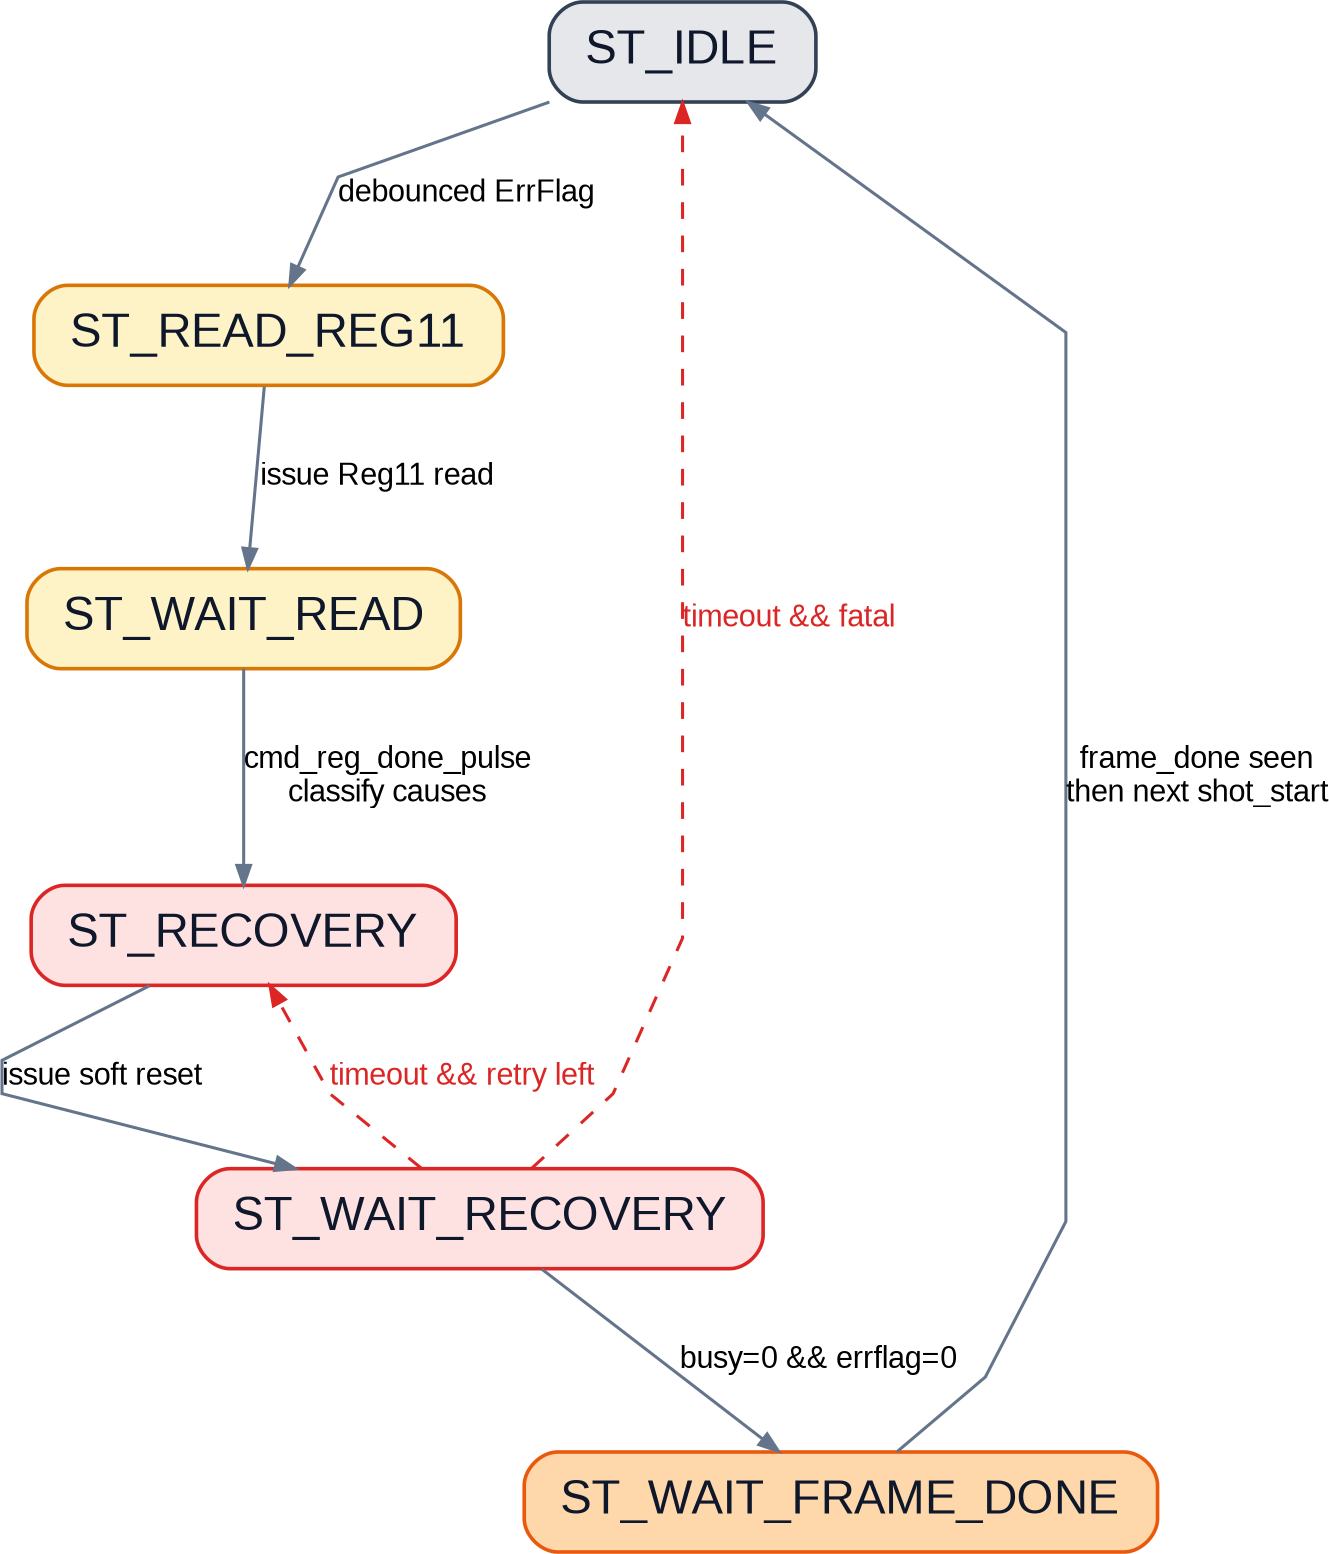 ST_IDLE
debounced ErrFlag
ST_READ_REG11
issue Reg11 read
ST_WAIT_READ
timeout && fatal
cmd_reg_done_pulse
classify causes
frame_done seen
then next shot_start
ST_RECOVERY
issue soft reset
timeout && retry left
ST_WAIT_RECOVERY
busy=0 && errflag=0
ST_WAIT_FRAME_DONE